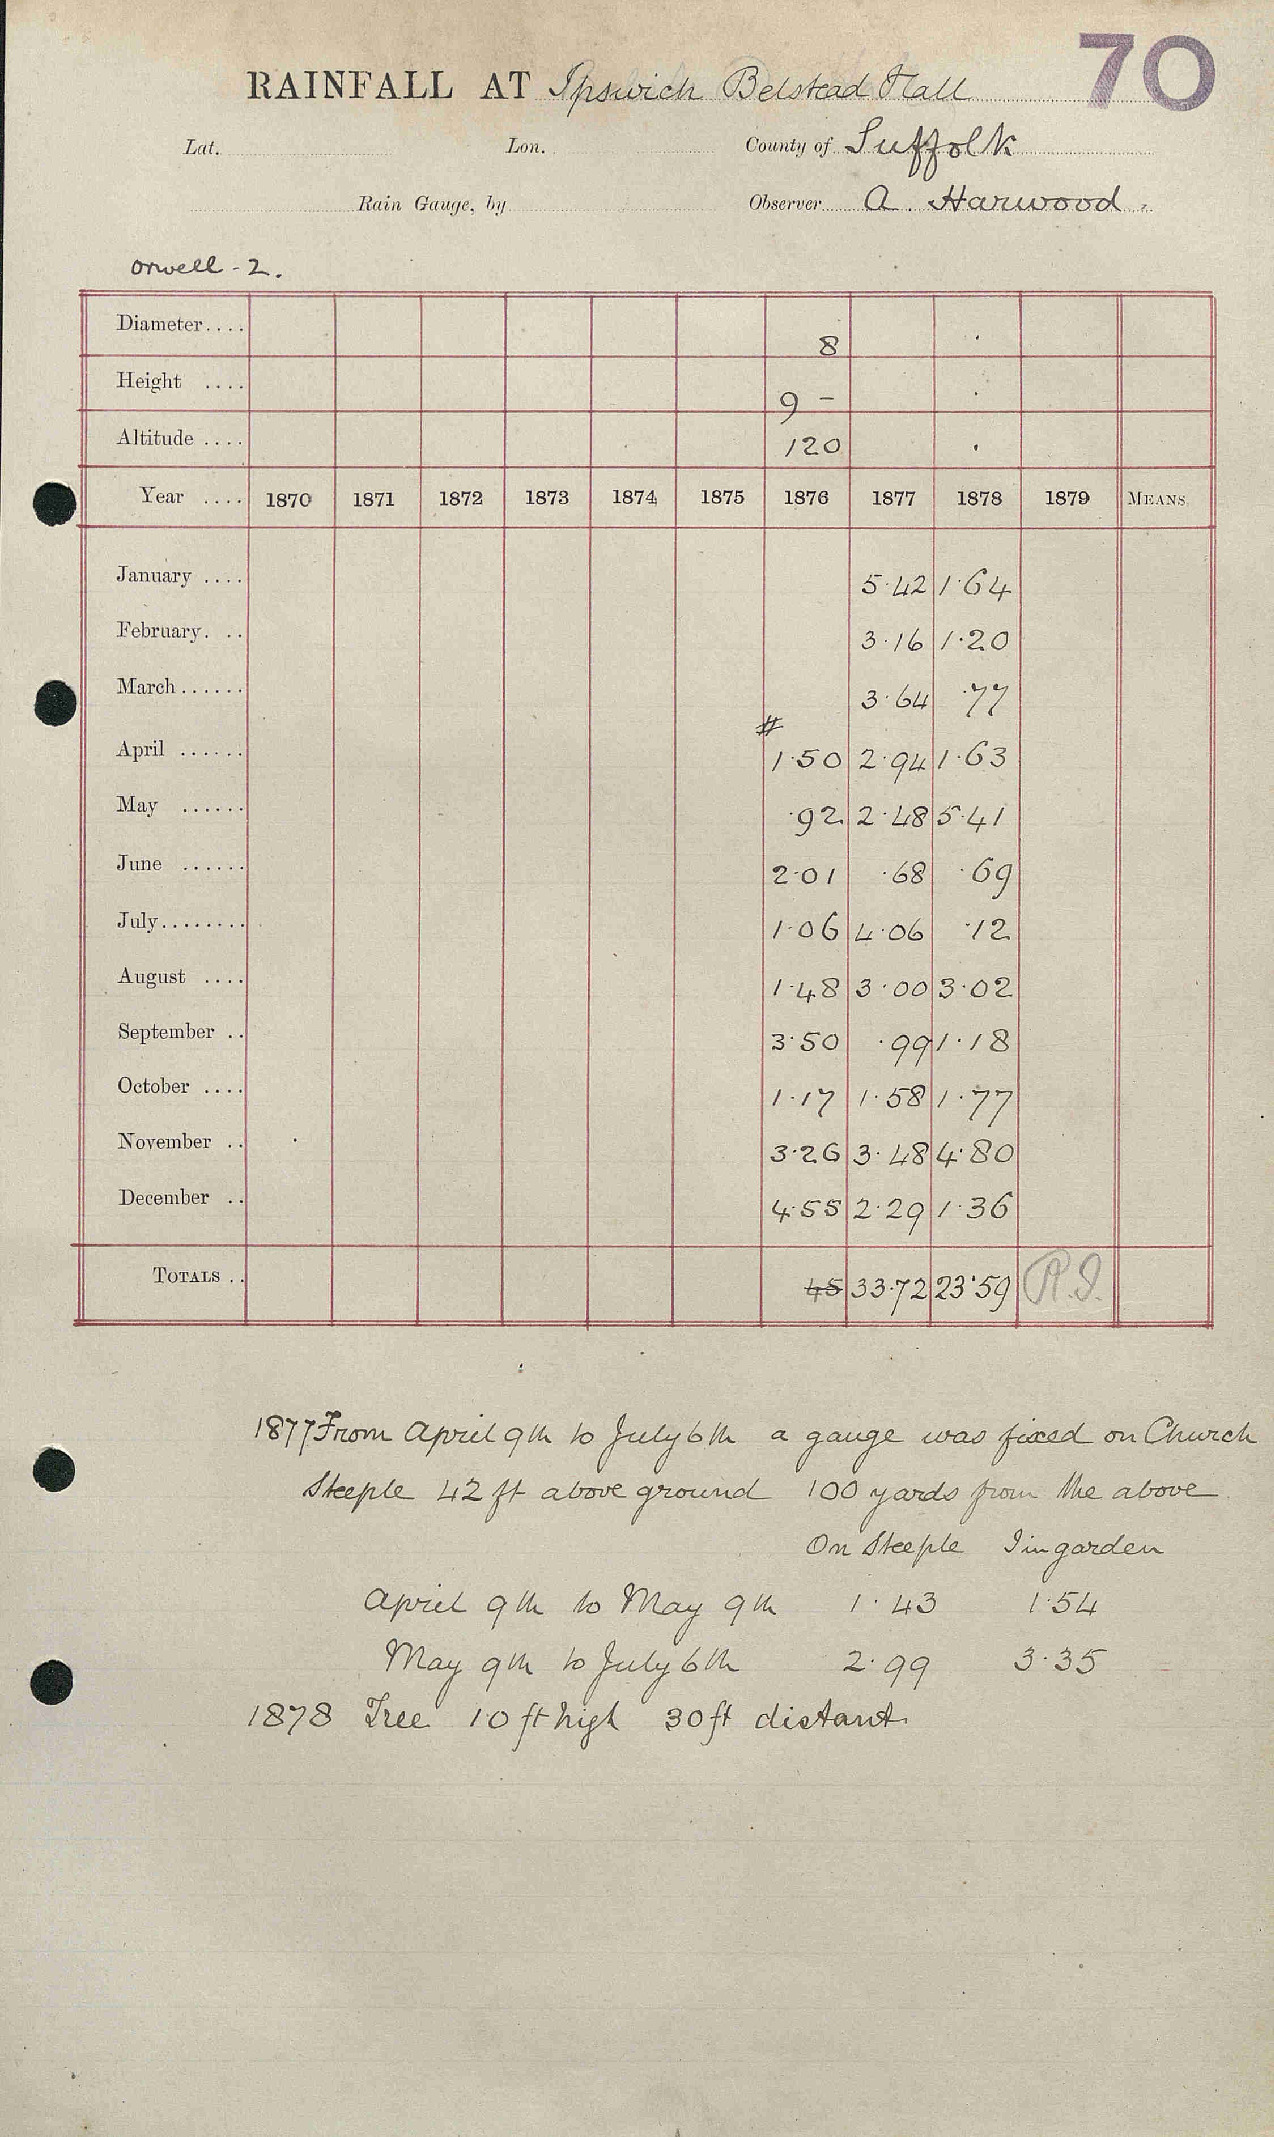 70
RAINFALL AT Ipswich Belstead Hall
Lat. Lon. County of Suffolk
Rain Gauge, by Observer A. Harwood.
Orwell - 2.
Diameter.... 8
Height .... 9 -
Altitude .... 120
Year .... 1870 1871 1872 1873 1874 1875 1876 1877 1878 1879 MEANS.
January .... 5.42 1.64
February. .. 3.16 1.20
March...... 3.64 .77
#
April ...... 1.50 2.94 1.63
May ...... .92 2.48 5.41
June ...... 2.01 .68 .69
July........ 1.06 4.06 .12
August .... 1.48 3.00 3.02
September .. 3.50 .99 1.18
October .... 1.17 1.58 1.77
November .. 3.26 3.48 4.80
December .. 4.55 2.29 1.36
TOTALS .. 45 33.72 23.59 R.I.
1877 From April 9th to July 6th a gauge was fixed on Church
Steeple 42 ft above ground 100 yards from the above
On Steeple I in garden
April 9th to May 9th 1.43 1.54
May 9th to July 6th 2.99 3.35
1878 Tree 10 ft high 30 ft distant.